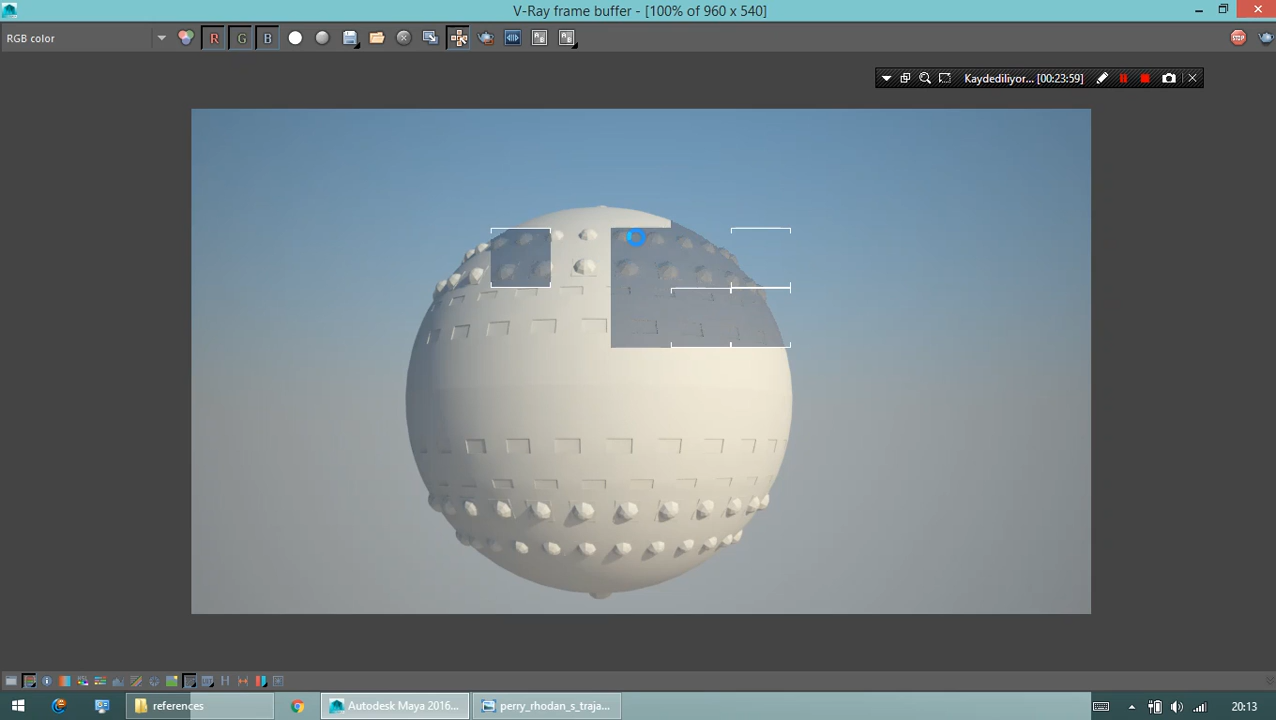 V-Ray frame buffer - [100% of 960 x 540]
RGB color
R
G
B
STOP
Kaydediliyor... [00:23:59]
references
Autodesk Maya 2016...
perry_rhodan_s_traja...
20:13